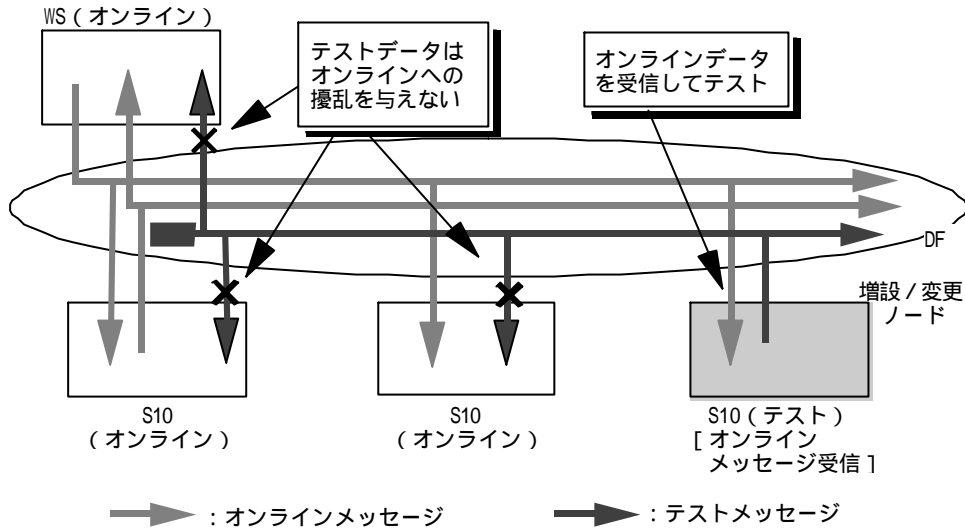 WS(オンライン)
テストデータは
オンラインへの
擾乱を与えない
オンラインデータ
を受信してテスト
DF
増設/変更
ノード
S10
(オンライン)
S10
(オンライン)
S10(テスト)
[オンライン
メッセージ受信]
:オンラインメッセージ
:テストメッセージ